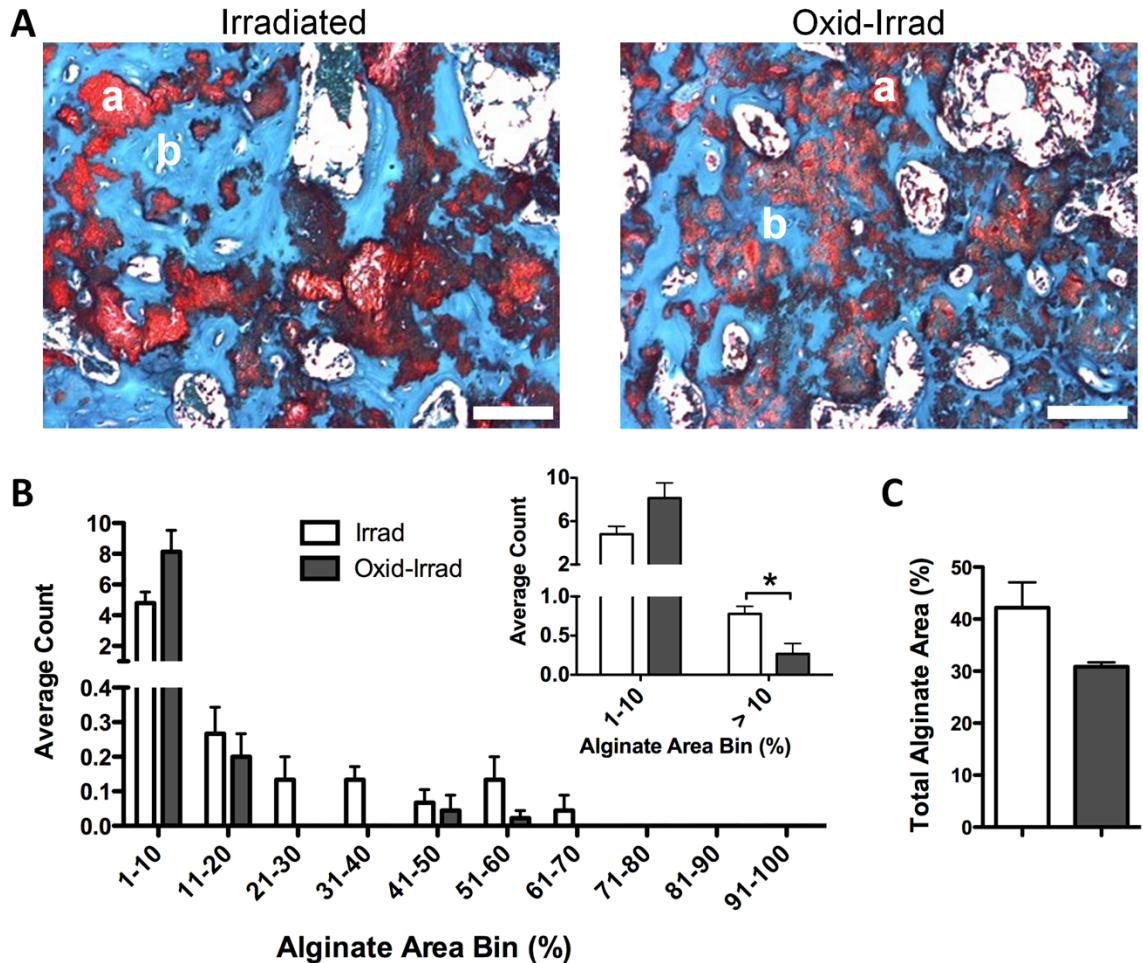 A
Irradiated
Oxid-Irrad
a
b
a
b
B
Average Count
10
8
6
4
2
0.4
0.3
0.2
0.1
0.0
1-10
11-20
21-30
31-40
41-50
51-60
61-70
71-80
81-90
91-100
Alginate Area Bin (%)
Irrad
Oxid-Irrad
Average Count
10
6
2
1.0
0.5
0.0
*
1-10
> 10
Alginate Area Bin (%)
C
Total Alginate Area (%)
50
40
30
20
10
0